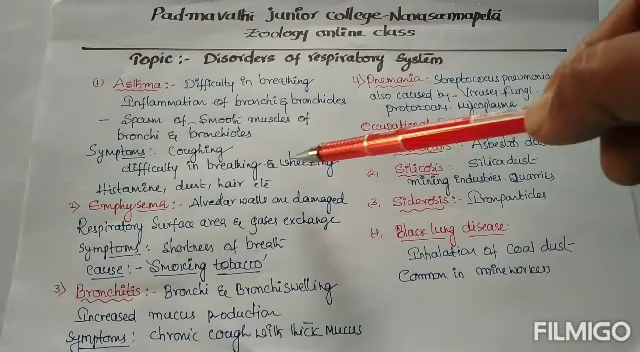 Padmavathi junior college-Narasannapeta
Zoology online class
Topic:- Disorders of respiratory System
1) Asthma:- Difficulty in breathing
Inflammation of bronchi & bronchioles
- Spasm of smooth muscles of
bronchi & bronchioles
Symptoms: Coughing
difficulty in breathing & wheezing
Histamine, dust, hair etc
2) Emphysema:- Alveolar walls are damaged
Respiratory Surface area & gases exchange
Symptoms: shortness of breath
cause:- 'Smoking tobacco'
3) Bronchitis:- Bronchi & Bronchi swelling
Increased mucus production
Symptoms: chronic cough with thick Mucus
4) Pnemonia: Streptococcus pneumonia
also caused by - Viruses, fungi
protozoans, Mycoplasma
Occupational
Asbestos
2. Silicosis:- Silica dust
mining industries Quarries
3. Siderosis:- Iron particles
4. Black lung disease:
Inhalation of Coal dust
Common in mine workers
FILMIGO